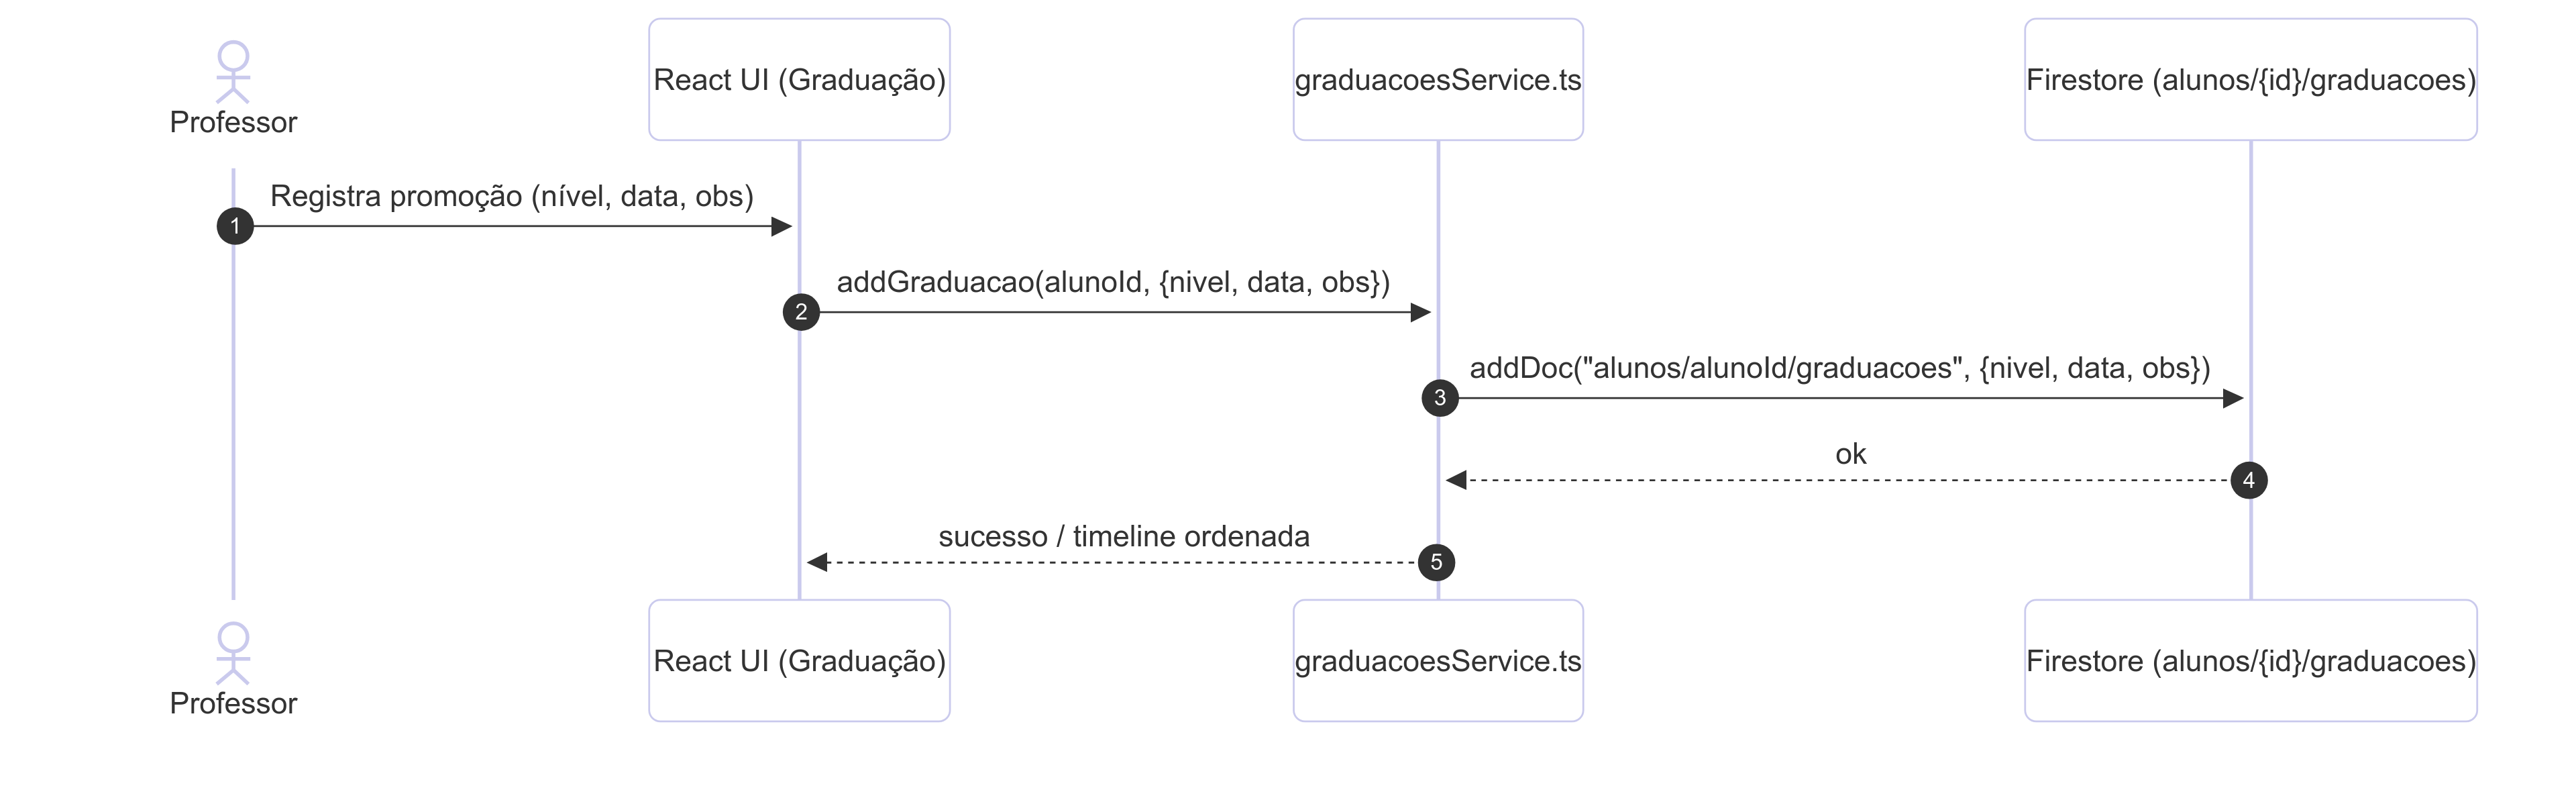 Professor
React UI (Graduação)
graduacoesService.ts
Firestore (alunos/{id}/graduacoes)
Registra promoção (nível, data, obs)
1
addGraduacao(alunoId, {nivel, data, obs})
2
addDoc("alunos/alunoId/graduacoes", {nivel, data, obs})
3
ok
4
sucesso / timeline ordenada
5
Professor
React UI (Graduação)
graduacoesService.ts
Firestore (alunos/{id}/graduacoes)